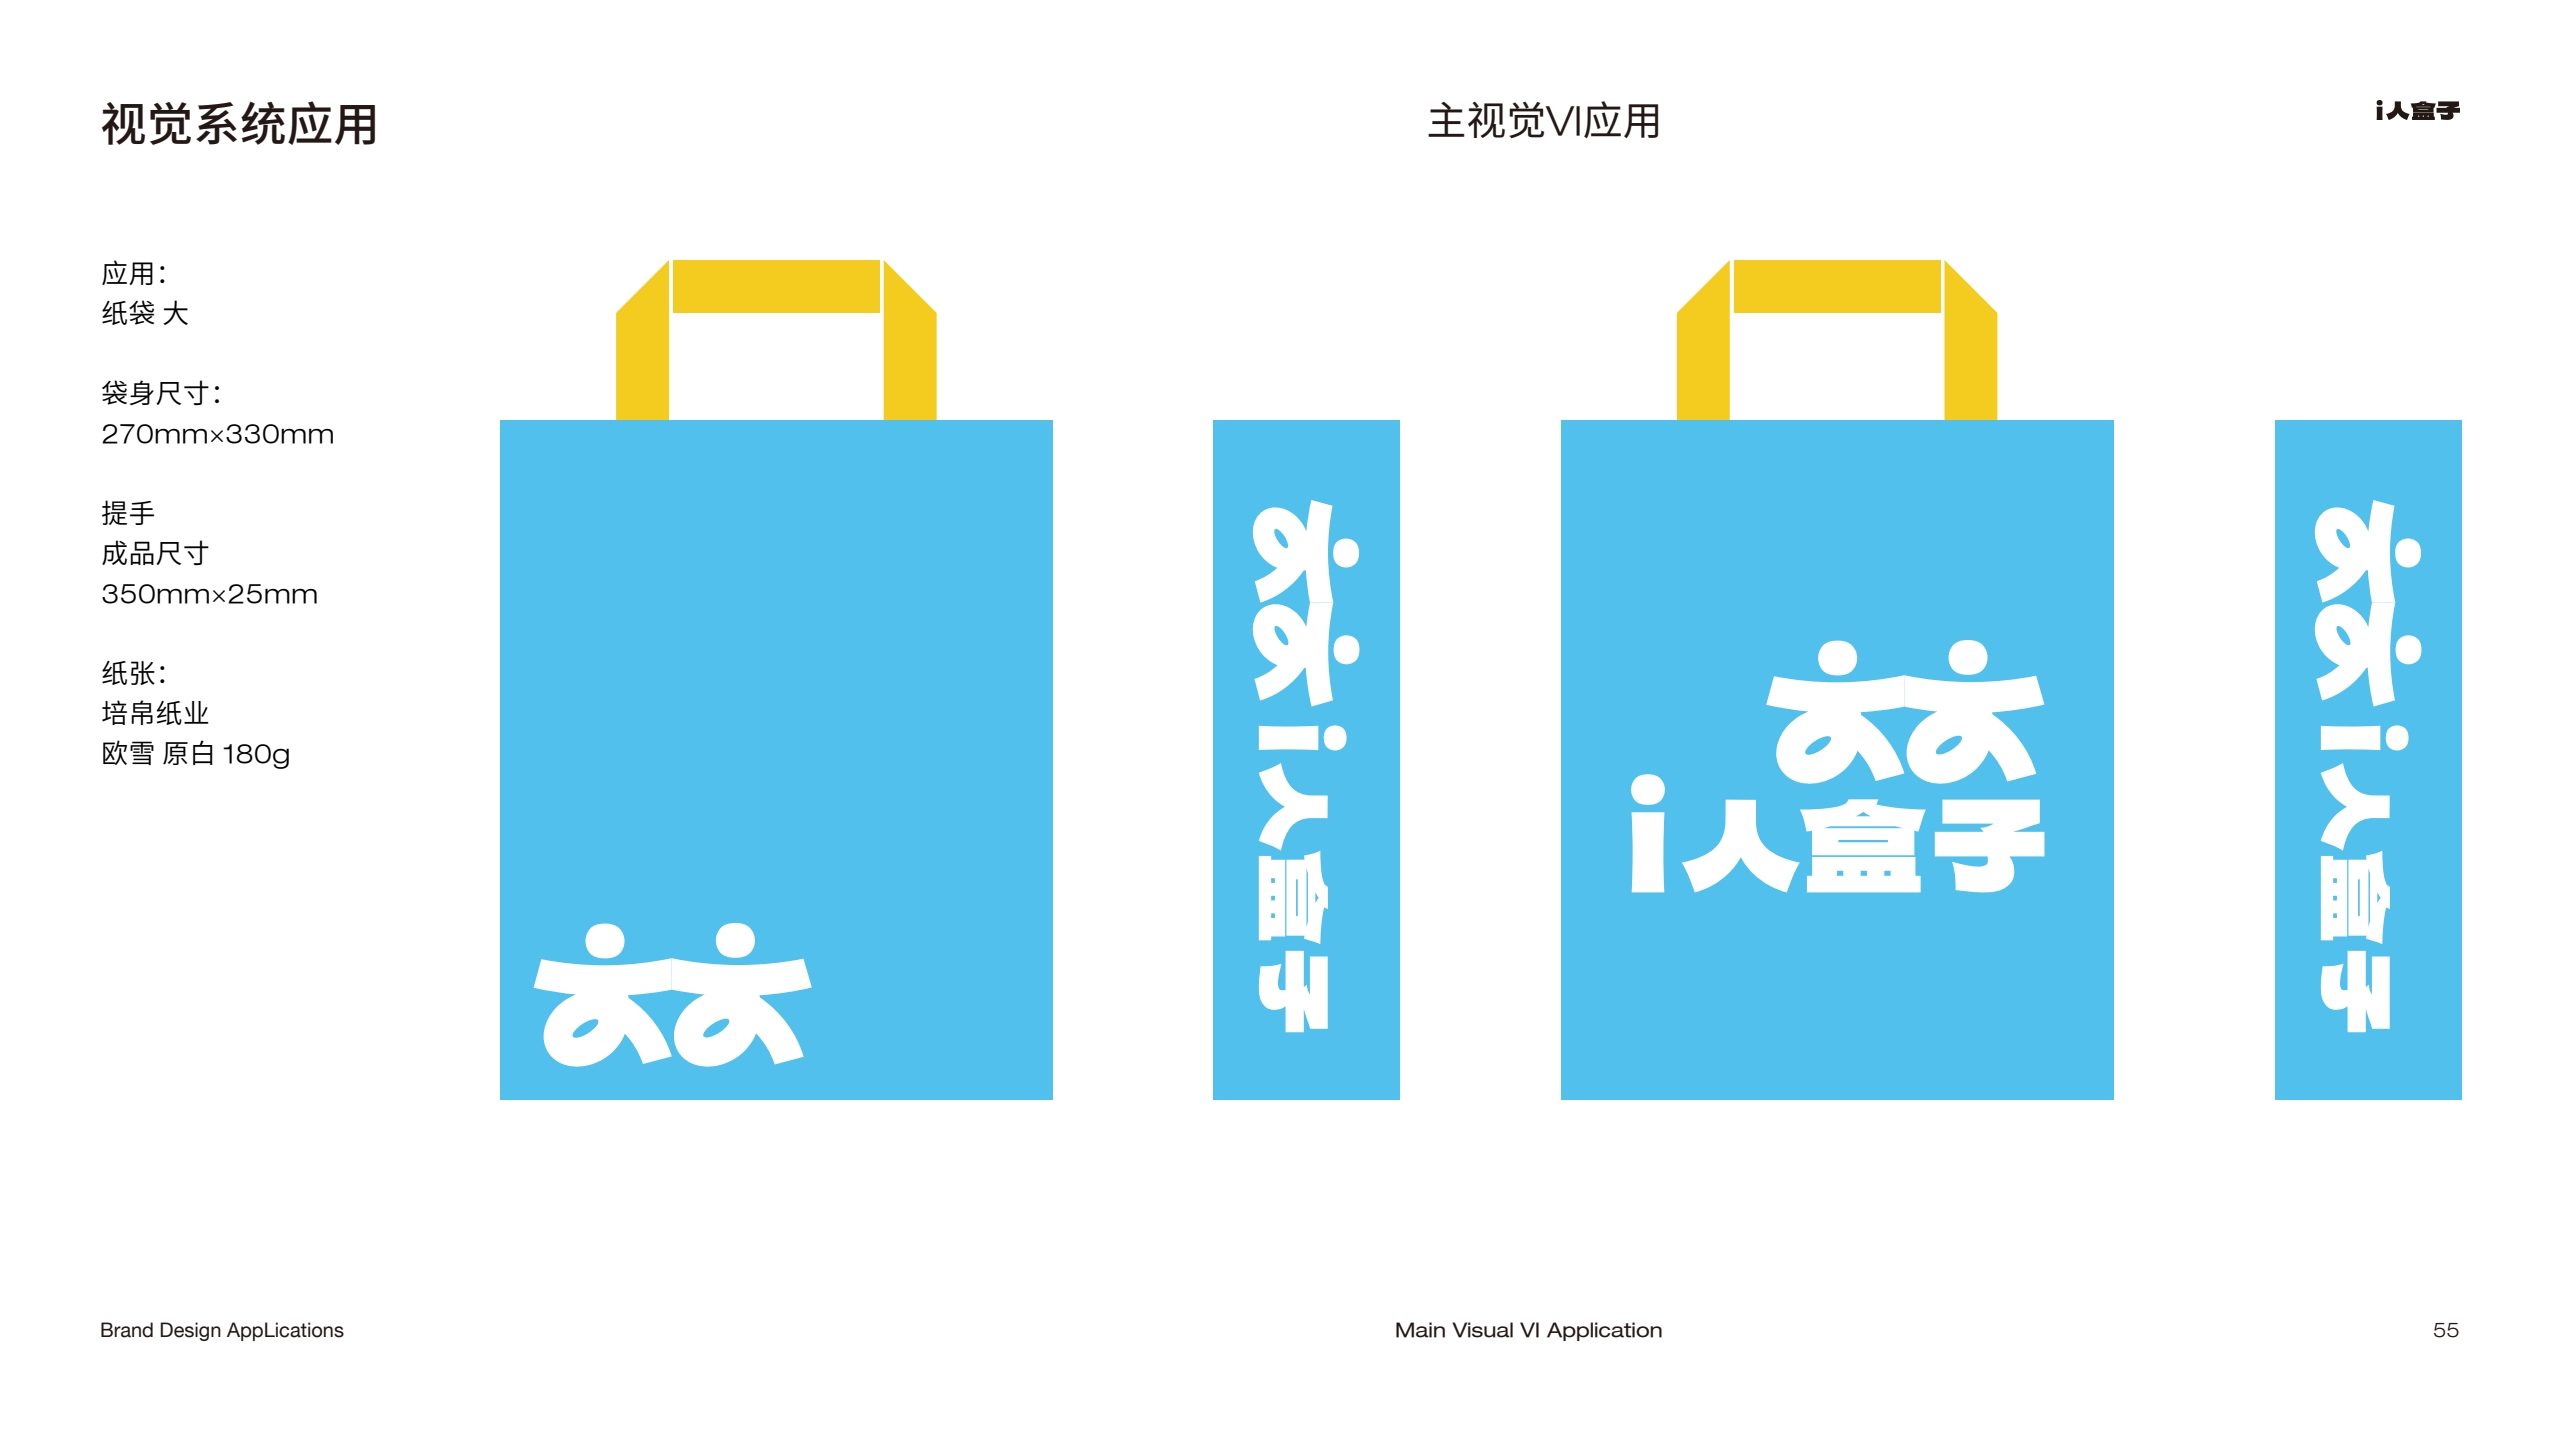 视觉系统应用
主视觉VI应用
i人盒子
应用：
纸袋 大
袋身尺寸：
270mm×330mm
提手
成品尺寸
350mm×25mm
纸张：
培帛纸业
欧雪 原白 180g
i人盒子
i人盒子
i人盒子
Brand Design AppLications
Main Visual VI Application
55